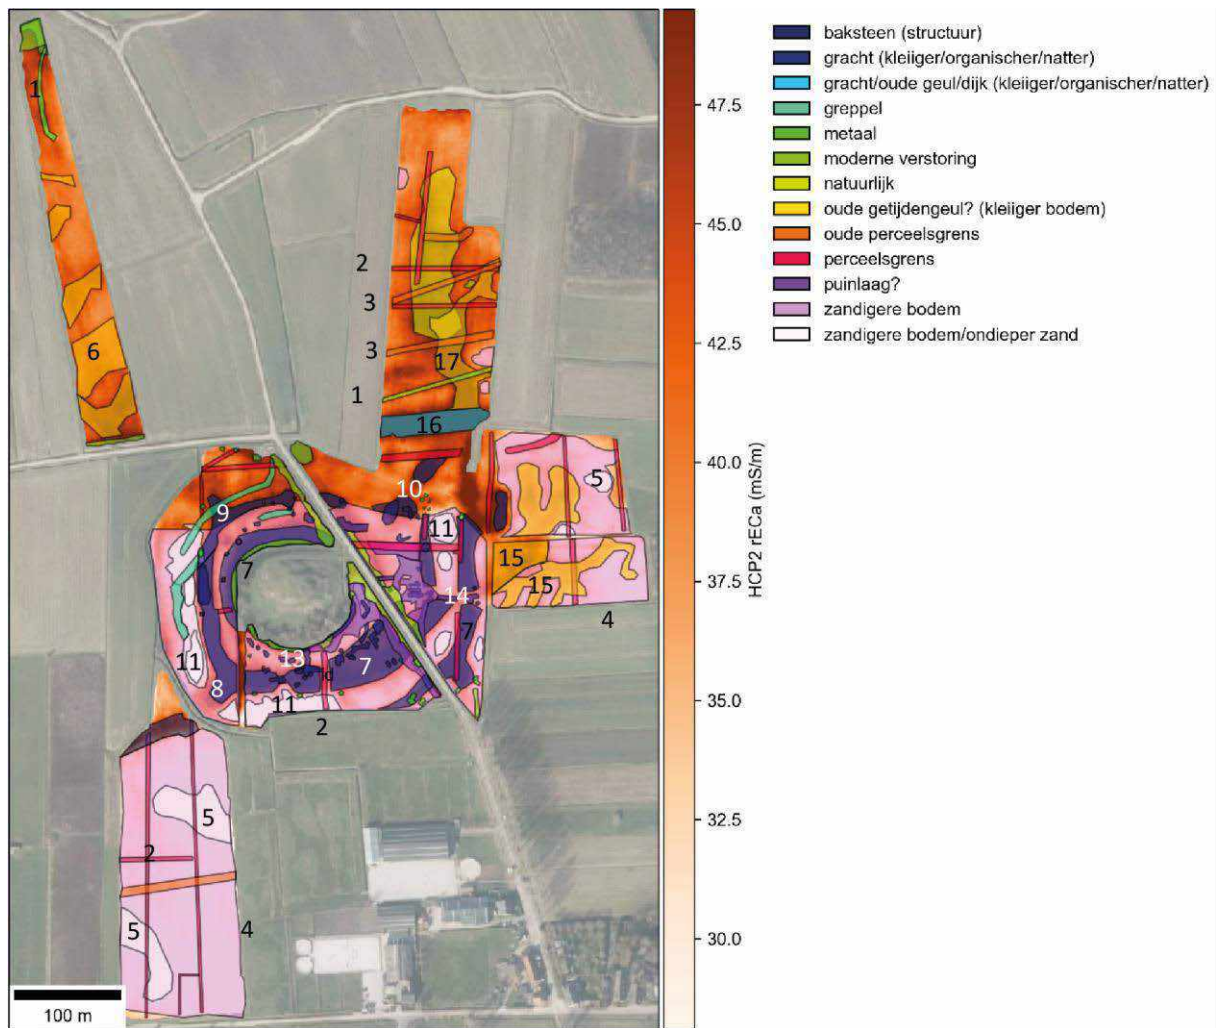 baksteen (structuur)
gracht (kleiiger/organischer/natter)
gracht/oude geul/dijk (kleiiger/organischer/natter)
greppel
metaal
moderne verstoring
natuurlijk
oude getijdengeul? (kleiiger bodem)
oude perceelsgrens
perceelsgrens
puinlaag?
zandigere bodem
zandigere bodem/ondieper zand
47.5
45.0
42.5
40.0
37.5
35.0
32.5
30.0
HCP2 rECa (mS/m)
1
2
3
6
3
17
1
16
5
10
9
11
15
7
15
14
4
7
13
7
11
8
11
2
5
2
5
4
100 m